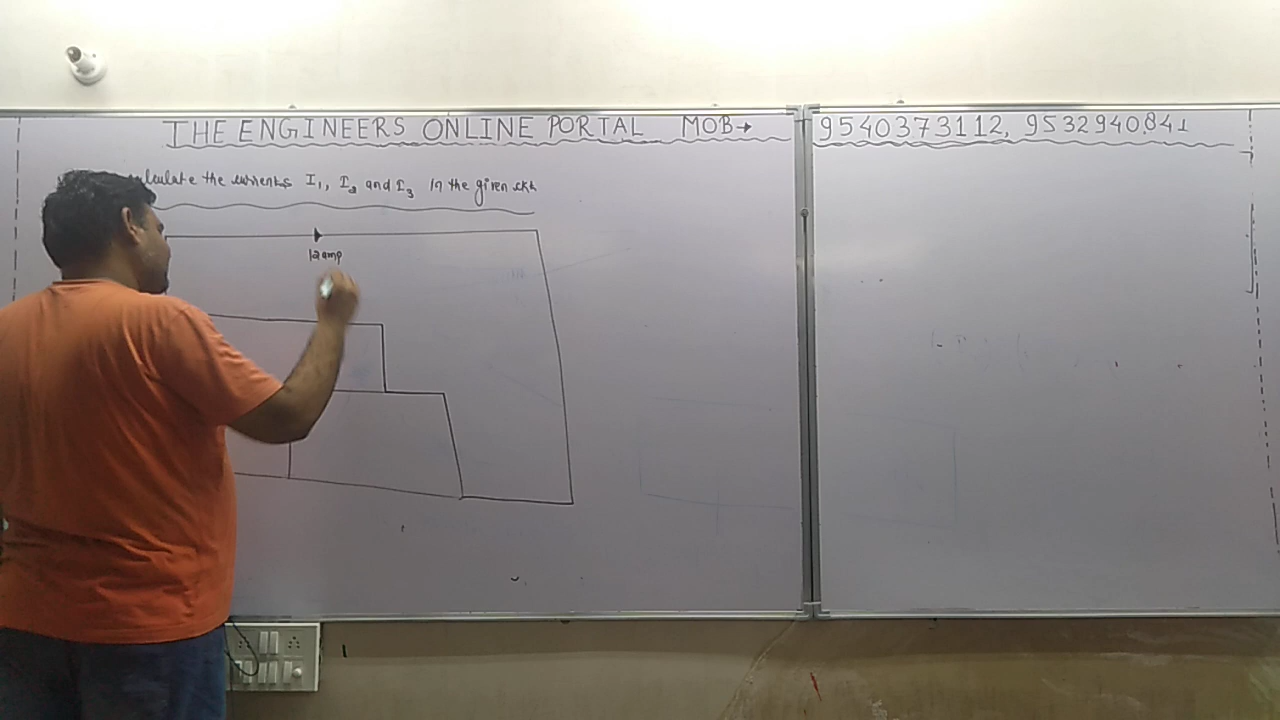 THE ENGINEERS ONLINE PORTAL MOB→ 9540373112, 9532940841
the currents I₁, I₂ and I₃ in the given ckt
12 amp